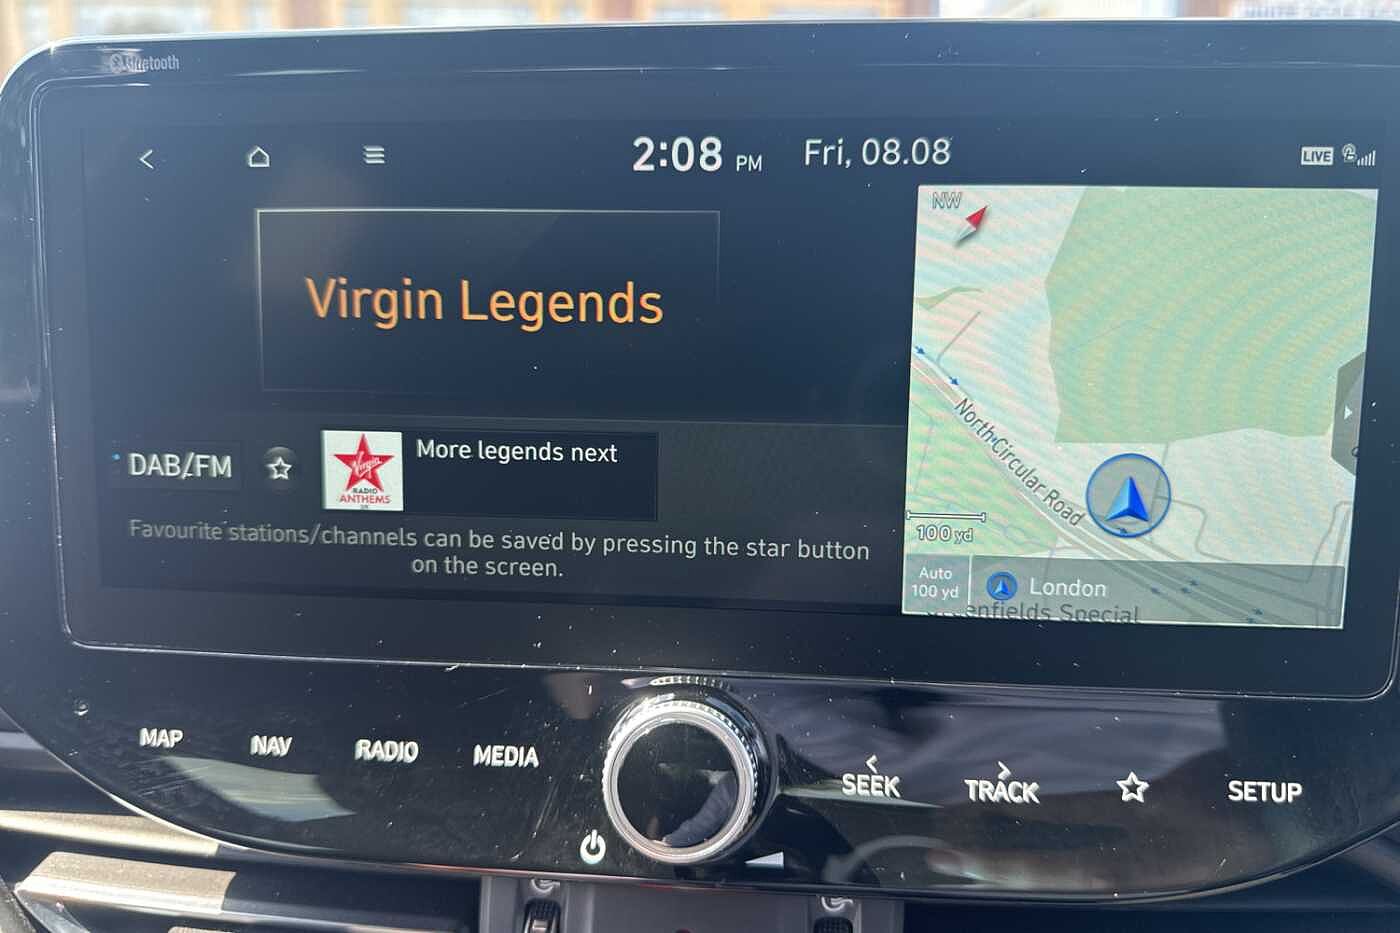 Bluetooth
2:08 PM Fri, 08.08
LIVE
NW
Virgin Legends
North Circular Road
DAB/FM
Virgin
RADIO
ANTHEMS
UK
More legends next
100 yd
Favourite stations/channels can be saved by pressing the star button
on the screen.
Auto
100 yd
London
Special
MAP
NAV
RADIO
MEDIA
SEEK
TRACK
SETUP